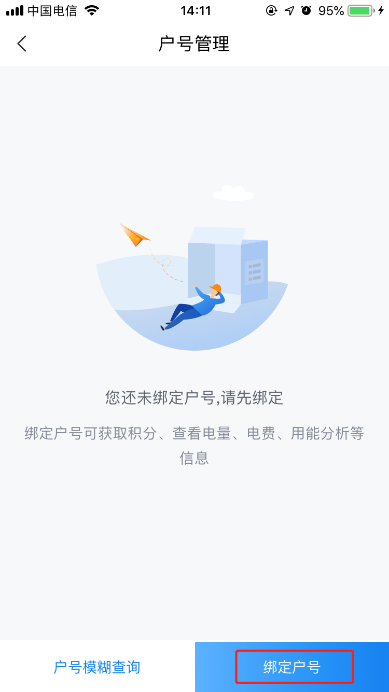 中国电信 14:11 95%
户号管理
您还未绑定户号,请先绑定
绑定户号可获取积分、查看电量、电费、用能分析等
信息
户号模糊查询 绑定户号